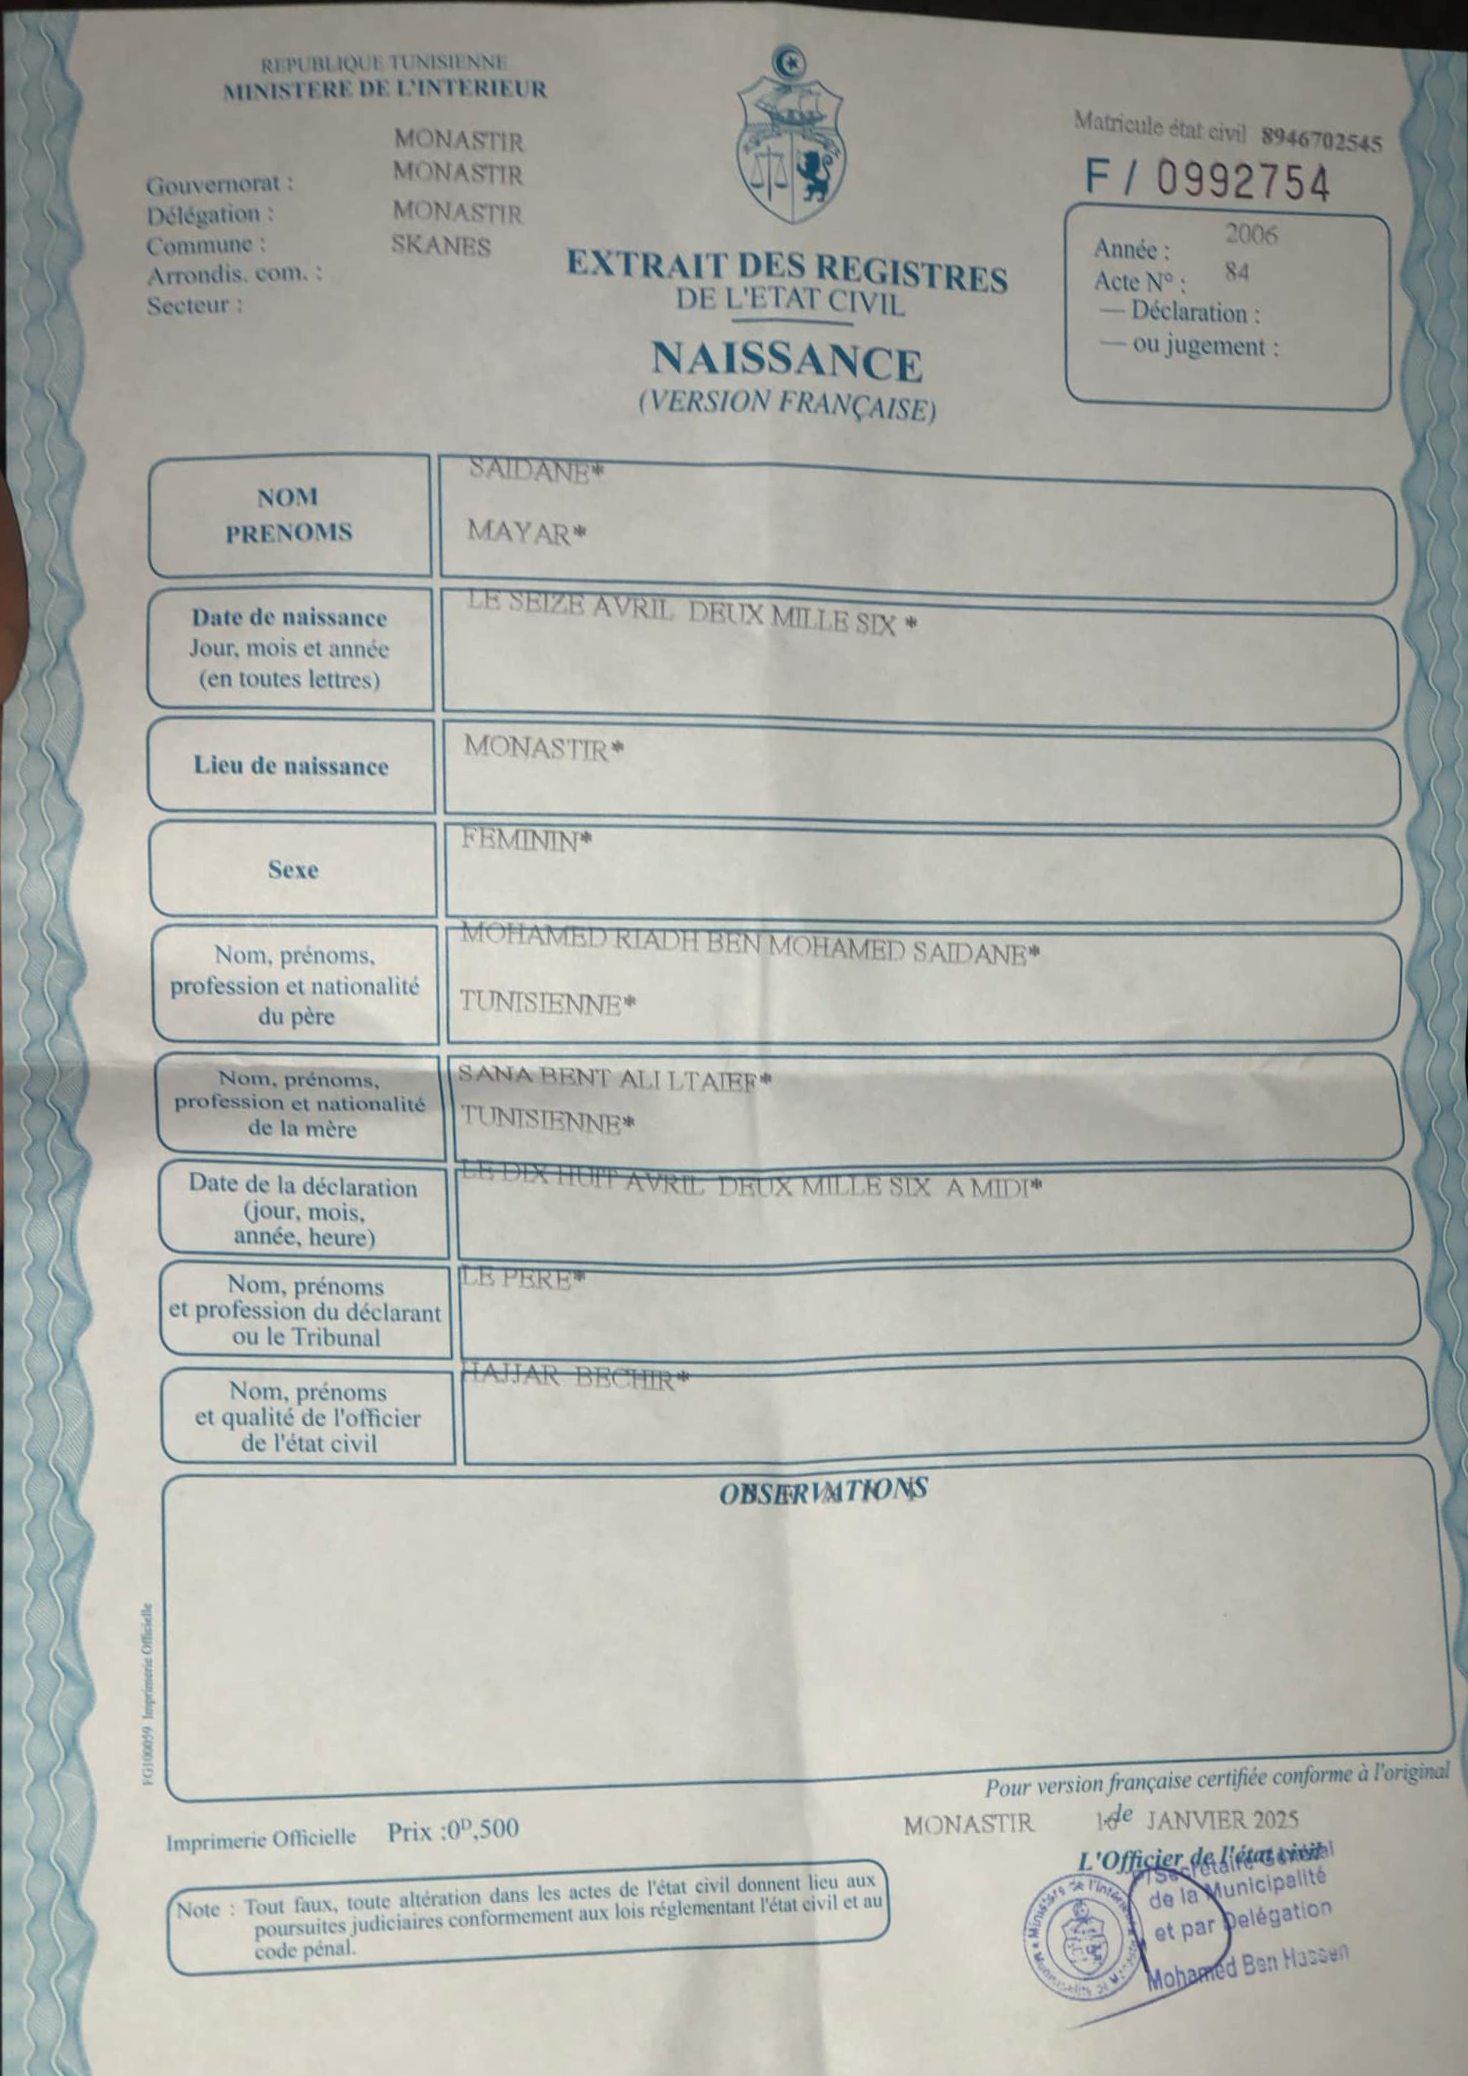 REPUBLIQUE TUNISIENNE
MINISTERE DE L'INTERIEUR
MONASTIR
Gouvernorat : MONASTIR
Délégation : MONASTIR
Commune : SKANES
Arrondis. com. :
Secteur :
EXTRAIT DES REGISTRES
DE L'ETAT CIVIL
NAISSANCE
(VERSION FRANÇAISE)
Matricule état civil 8946702545
F / 0992754
Année : 2006
Acte N° : 84
— Déclaration :
— ou jugement :
NOM
PRENOMS
SAIDANE*
MAYAR*
Date de naissance
Jour, mois et année
(en toutes lettres)
LE SEIZE AVRIL DEUX MILLE SIX *
Lieu de naissance
MONASTIR*
Sexe
FEMININ*
Nom, prénoms,
profession et nationalité
du père
MOHAMED RIADH BEN MOHAMED SAIDANE*
TUNISIENNE*
Nom, prénoms,
profession et nationalité
de la mère
SANA BENT ALI LTAIEF*
TUNISIENNE*
Date de la déclaration
(jour, mois,
année, heure)
LE DIX HUIT AVRIL DEUX MILLE SIX A MIDI*
Nom, prénoms
et profession du déclarant
ou le Tribunal
LE PERE*
Nom, prénoms
et qualité de l'officier
de l'état civil
HAJJAR BECHIR*
OBSERVATIONS
FG100059 Imprimerie Officielle
Pour version française certifiée conforme à l'original
MONASTIR le JANVIER 2025
L'Officier de l'état civil
P/Secrétaire Général
de la Municipalité
et par Delégation
Mohamed Ben Hassen
Imprimerie Officielle Prix :0ᴰ,500
Note : Tout faux, toute altération dans les actes de l'état civil donnent lieu aux
poursuites judiciaires conformement aux lois réglementant l'état civil et au
code pénal.